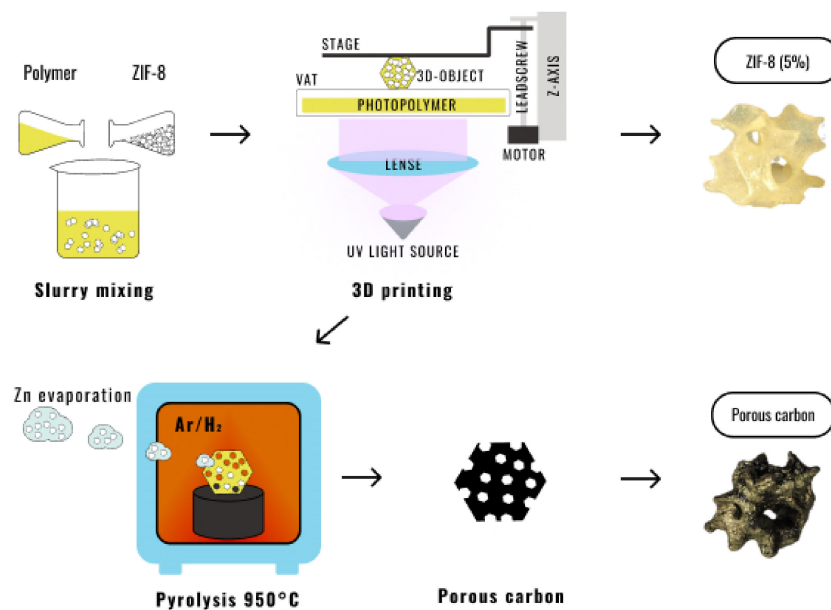 Polymer
ZIF-8
Slurry mixing
STAGE
3D-OBJECT
VAT
PHOTOPOLYMER
LEADSCREW
Z-AXIS
MOTOR
LENSE
UV LIGHT SOURCE
3D printing
ZIF-8 (5%)
Zn evaporation
Ar/H₂
Pyrolysis 950°C
Porous carbon
Porous carbon